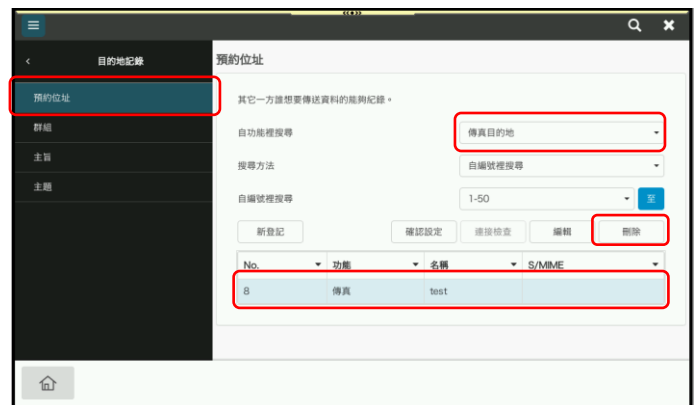 目的地記錄
預約位址
預約位址
群組
主旨
主題
其它一方誰想要傳送資料的能夠紀錄。
自功能裡搜尋 傳真目的地
搜尋方法 自編號裡搜尋
自編號裡搜尋 1-50 至
新登記 確認設定 連接檢查 編輯 刪除
No. 功能 名稱 S/MIME
8 傳真 test